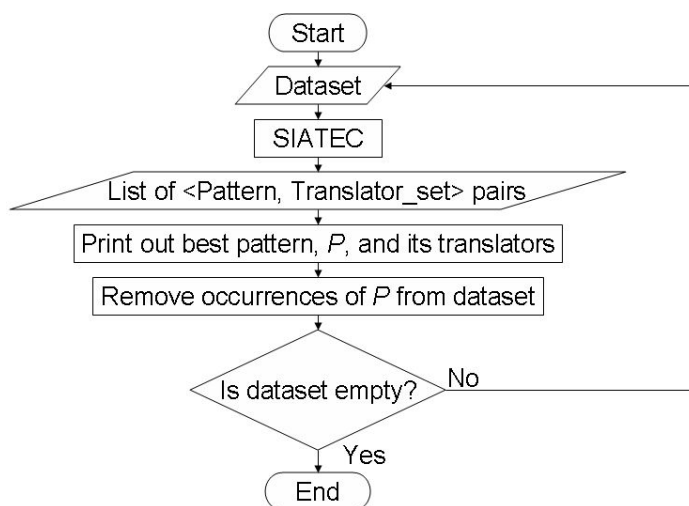 Start
Dataset
SIATEC
List of <Pattern, Translator_set> pairs
Print out best pattern, P, and its translators
Remove occurrences of P from dataset
Is dataset empty?
No
Yes
End